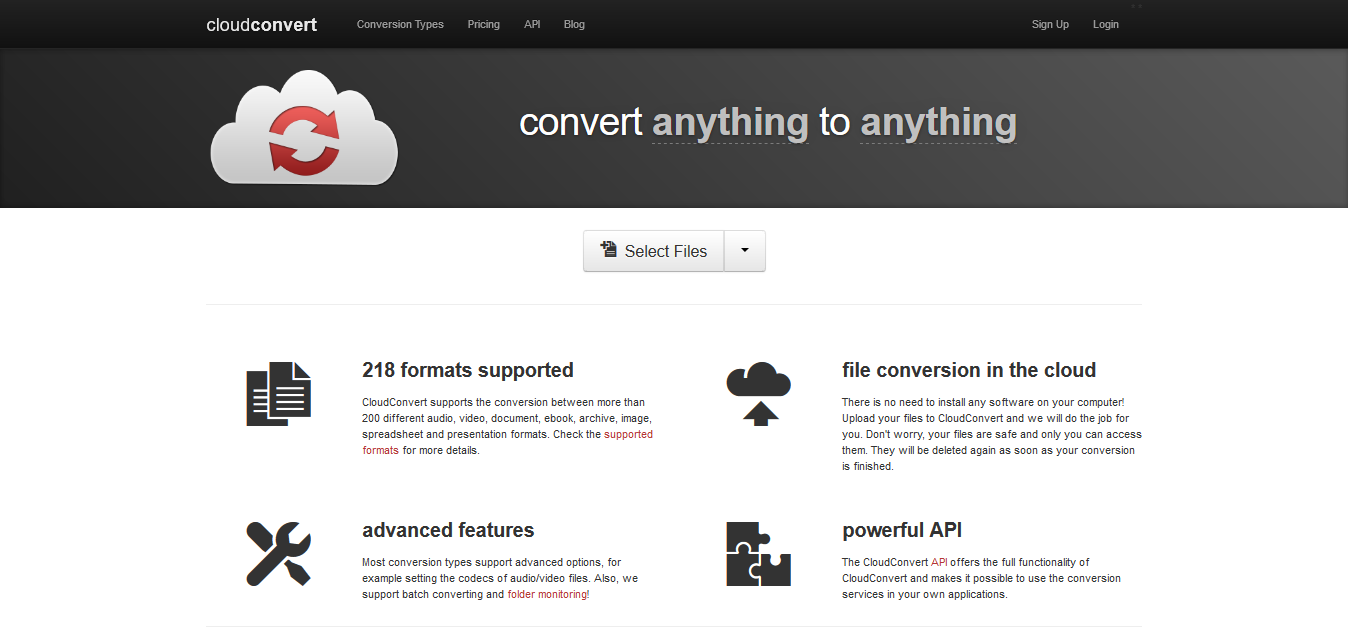 cloudconvert Conversion Types Pricing API Blog Sign Up Login
convert anything to anything
Select Files
218 formats supported
CloudConvert supports the conversion between more than
200 different audio, video, document, ebook, archive, image,
spreadsheet and presentation formats. Check the supported
formats for more details.
file conversion in the cloud
There is no need to install any software on your computer!
Upload your files to CloudConvert and we will do the job for
you. Don't worry, your files are safe and only you can access
them. They will be deleted again as soon as your conversion
is finished.
advanced features
Most conversion types support advanced options, for
example setting the codecs of audio/video files. Also, we
support batch converting and folder monitoring!
powerful API
The CloudConvert API offers the full functionality of
CloudConvert and makes it possible to use the conversion
services in your own applications.